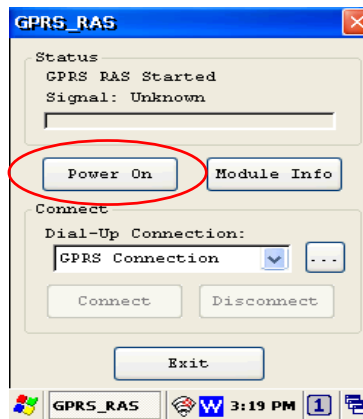 GPRS_RAS
Status
GPRS RAS Started
Signal: Unknown
Power On
Module Info
Connect
Dial-Up Connection:
GPRS Connection
...
Connect
Disconnect
Exit
GPRS_RAS
W
3:19 PM
1